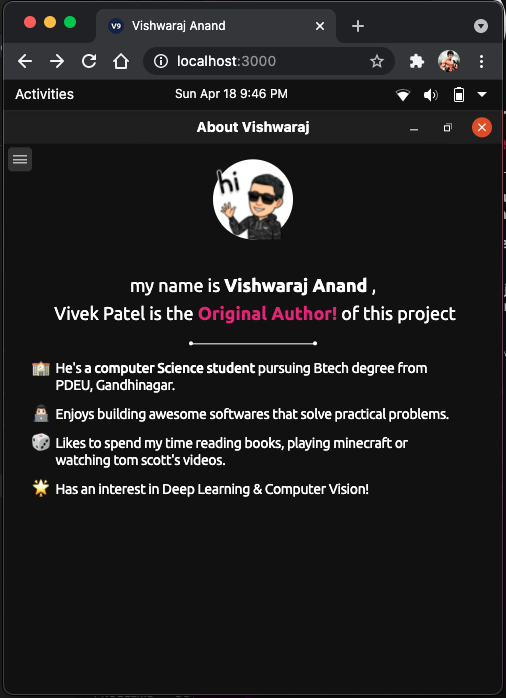 V9 Vishwaraj Anand
localhost:3000
Activities Sun Apr 18 9:46 PM
About Vishwaraj
hi
my name is Vishwaraj Anand ,
Vivek Patel is the Original Author! of this project
He's a computer Science student pursuing Btech degree from
PDEU, Gandhinagar.
Enjoys building awesome softwares that solve practical problems.
Likes to spend my time reading books, playing minecraft or
watching tom scott's videos.
Has an interest in Deep Learning & Computer Vision!